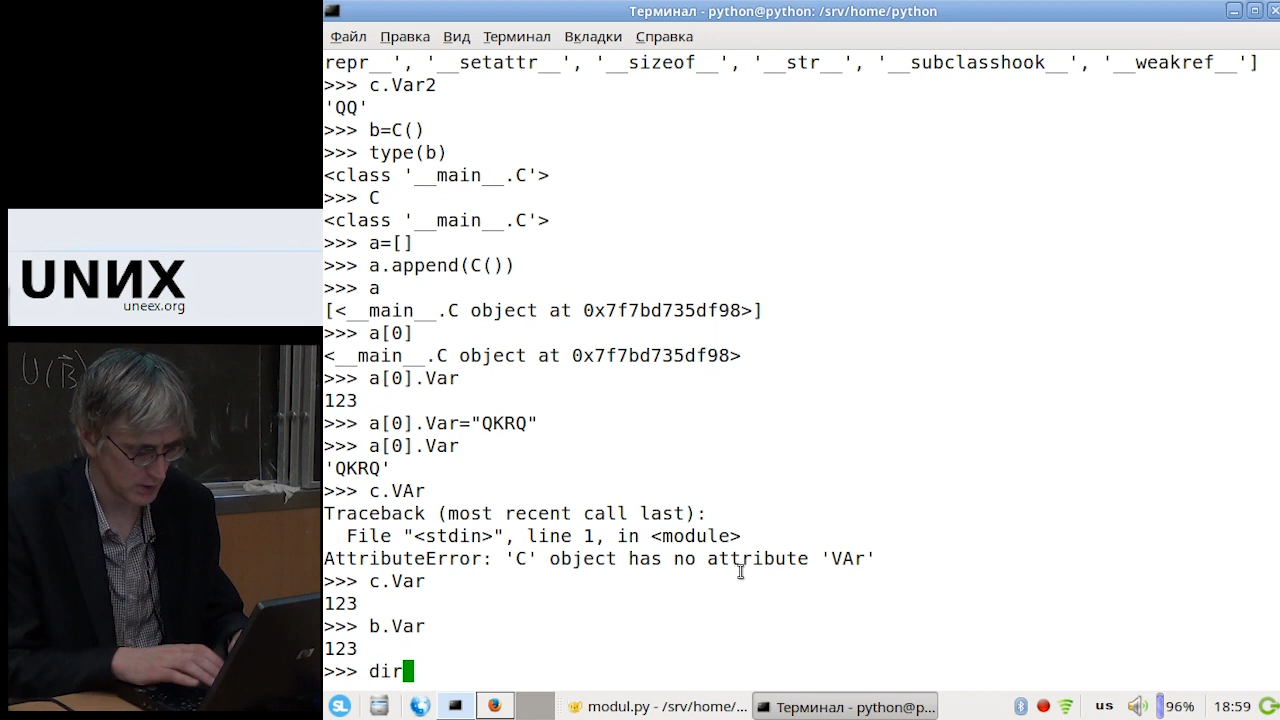 Терминал - python@python: /srv/home/python
Файл Правка Вид Терминал Вкладки Справка
repr__', '__setattr__', '__sizeof__', '__str__', '__subclasshook__', '__weakref__']
>>> c.Var2
'QQ'
>>> b=C()
>>> type(b)
<class '__main__.C'>
>>> C
<class '__main__.C'>
>>> a=[]
>>> a.append(C())
>>> a
[<__main__.C object at 0x7f7bd735df98>]
>>> a[0]
<__main__.C object at 0x7f7bd735df98>
>>> a[0].Var
123
>>> a[0].Var="QKRQ"
>>> a[0].Var
'QKRQ'
>>> c.VAr
Traceback (most recent call last):
  File "<stdin>", line 1, in <module>
AttributeError: 'C' object has no attribute 'VAr'
>>> c.Var
123
>>> b.Var
123
>>> dir
UNИX
uneex.org
U(B)
hp
SL
modul.py - /srv/home/...
Терминал - python@p...
us
96%
18:59